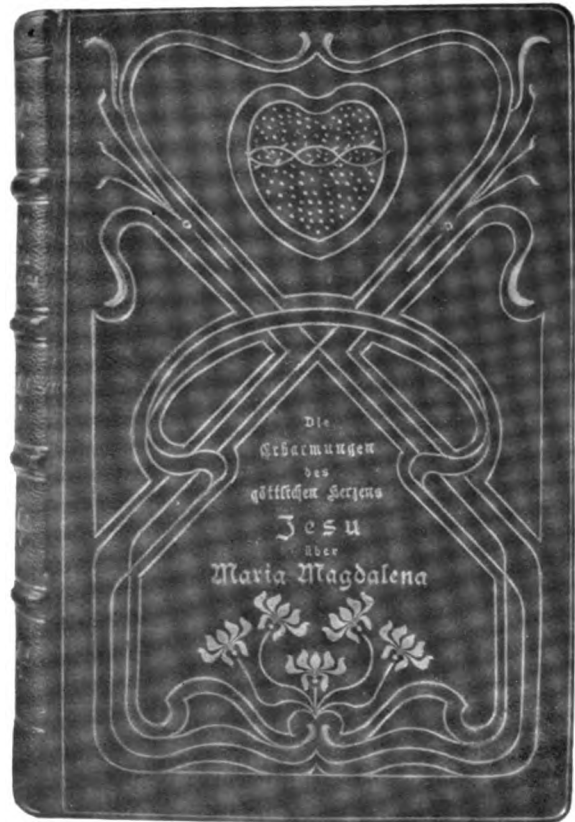 Die
Erbarmungen
des
göttlichen Herzens
Jesu
über
Maria Magdalena